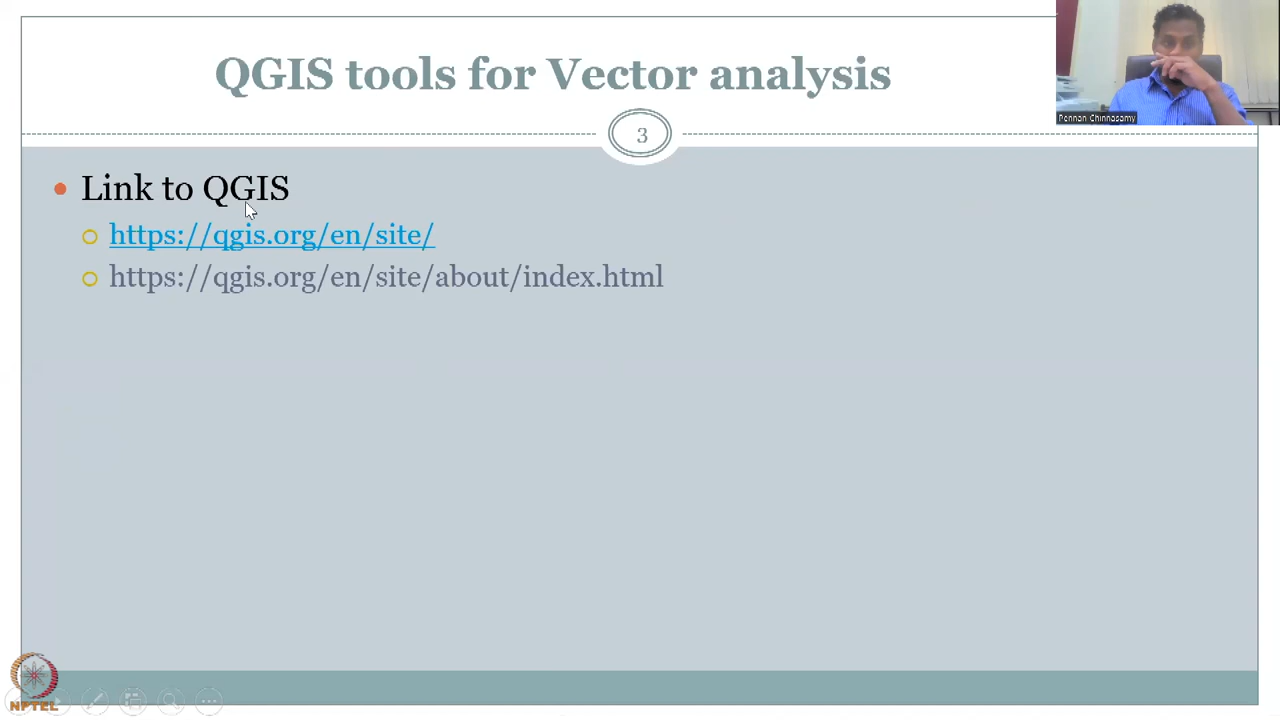 QGIS tools for Vector analysis
Pennan Chinnasamy
3
Link to QGIS
https://qgis.org/en/site/
https://qgis.org/en/site/about/index.html
NPTEL